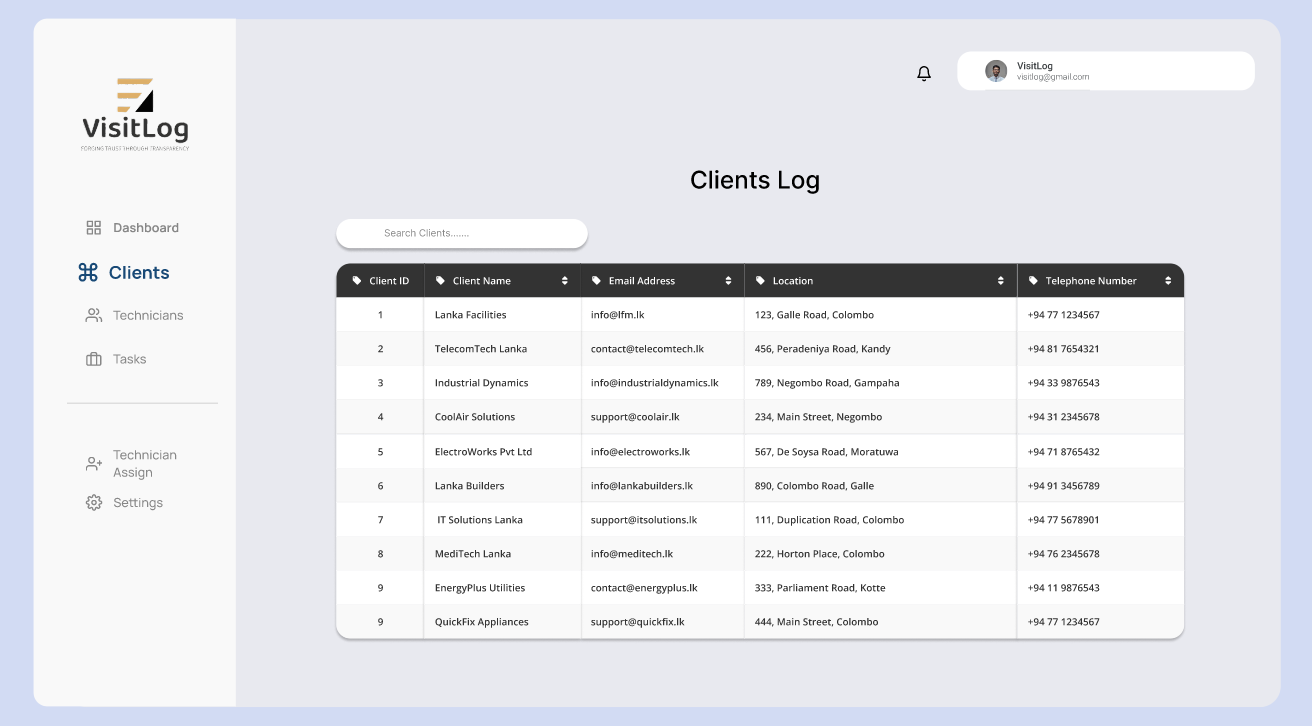 VisitLog
FORGING TRUST THROUGH TRANSPARENCY
Dashboard
Clients
Technicians
Tasks
Technician
Assign
Settings
VisitLog
visitlog@gmail.com
Clients Log
Search Clients.......
Client ID Client Name Email Address Location Telephone Number
1 Lanka Facilities info@lfm.lk 123, Galle Road, Colombo +94 77 1234567
2 TelecomTech Lanka contact@telecomtech.lk 456, Peradeniya Road, Kandy +94 81 7654321
3 Industrial Dynamics info@industrialdynamics.lk 789, Negombo Road, Gampaha +94 33 9876543
4 CoolAir Solutions support@coolair.lk 234, Main Street, Negombo +94 31 2345678
5 ElectroWorks Pvt Ltd info@electroworks.lk 567, De Soysa Road, Moratuwa +94 71 8765432
6 Lanka Builders info@lankabuilders.lk 890, Colombo Road, Galle +94 91 3456789
7 IT Solutions Lanka support@itsolutions.lk 111, Duplication Road, Colombo +94 77 5678901
8 MediTech Lanka info@meditech.lk 222, Horton Place, Colombo +94 76 2345678
9 EnergyPlus Utilities contact@energyplus.lk 333, Parliament Road, Kotte +94 11 9876543
9 QuickFix Appliances support@quickfix.lk 444, Main Street, Colombo +94 77 1234567